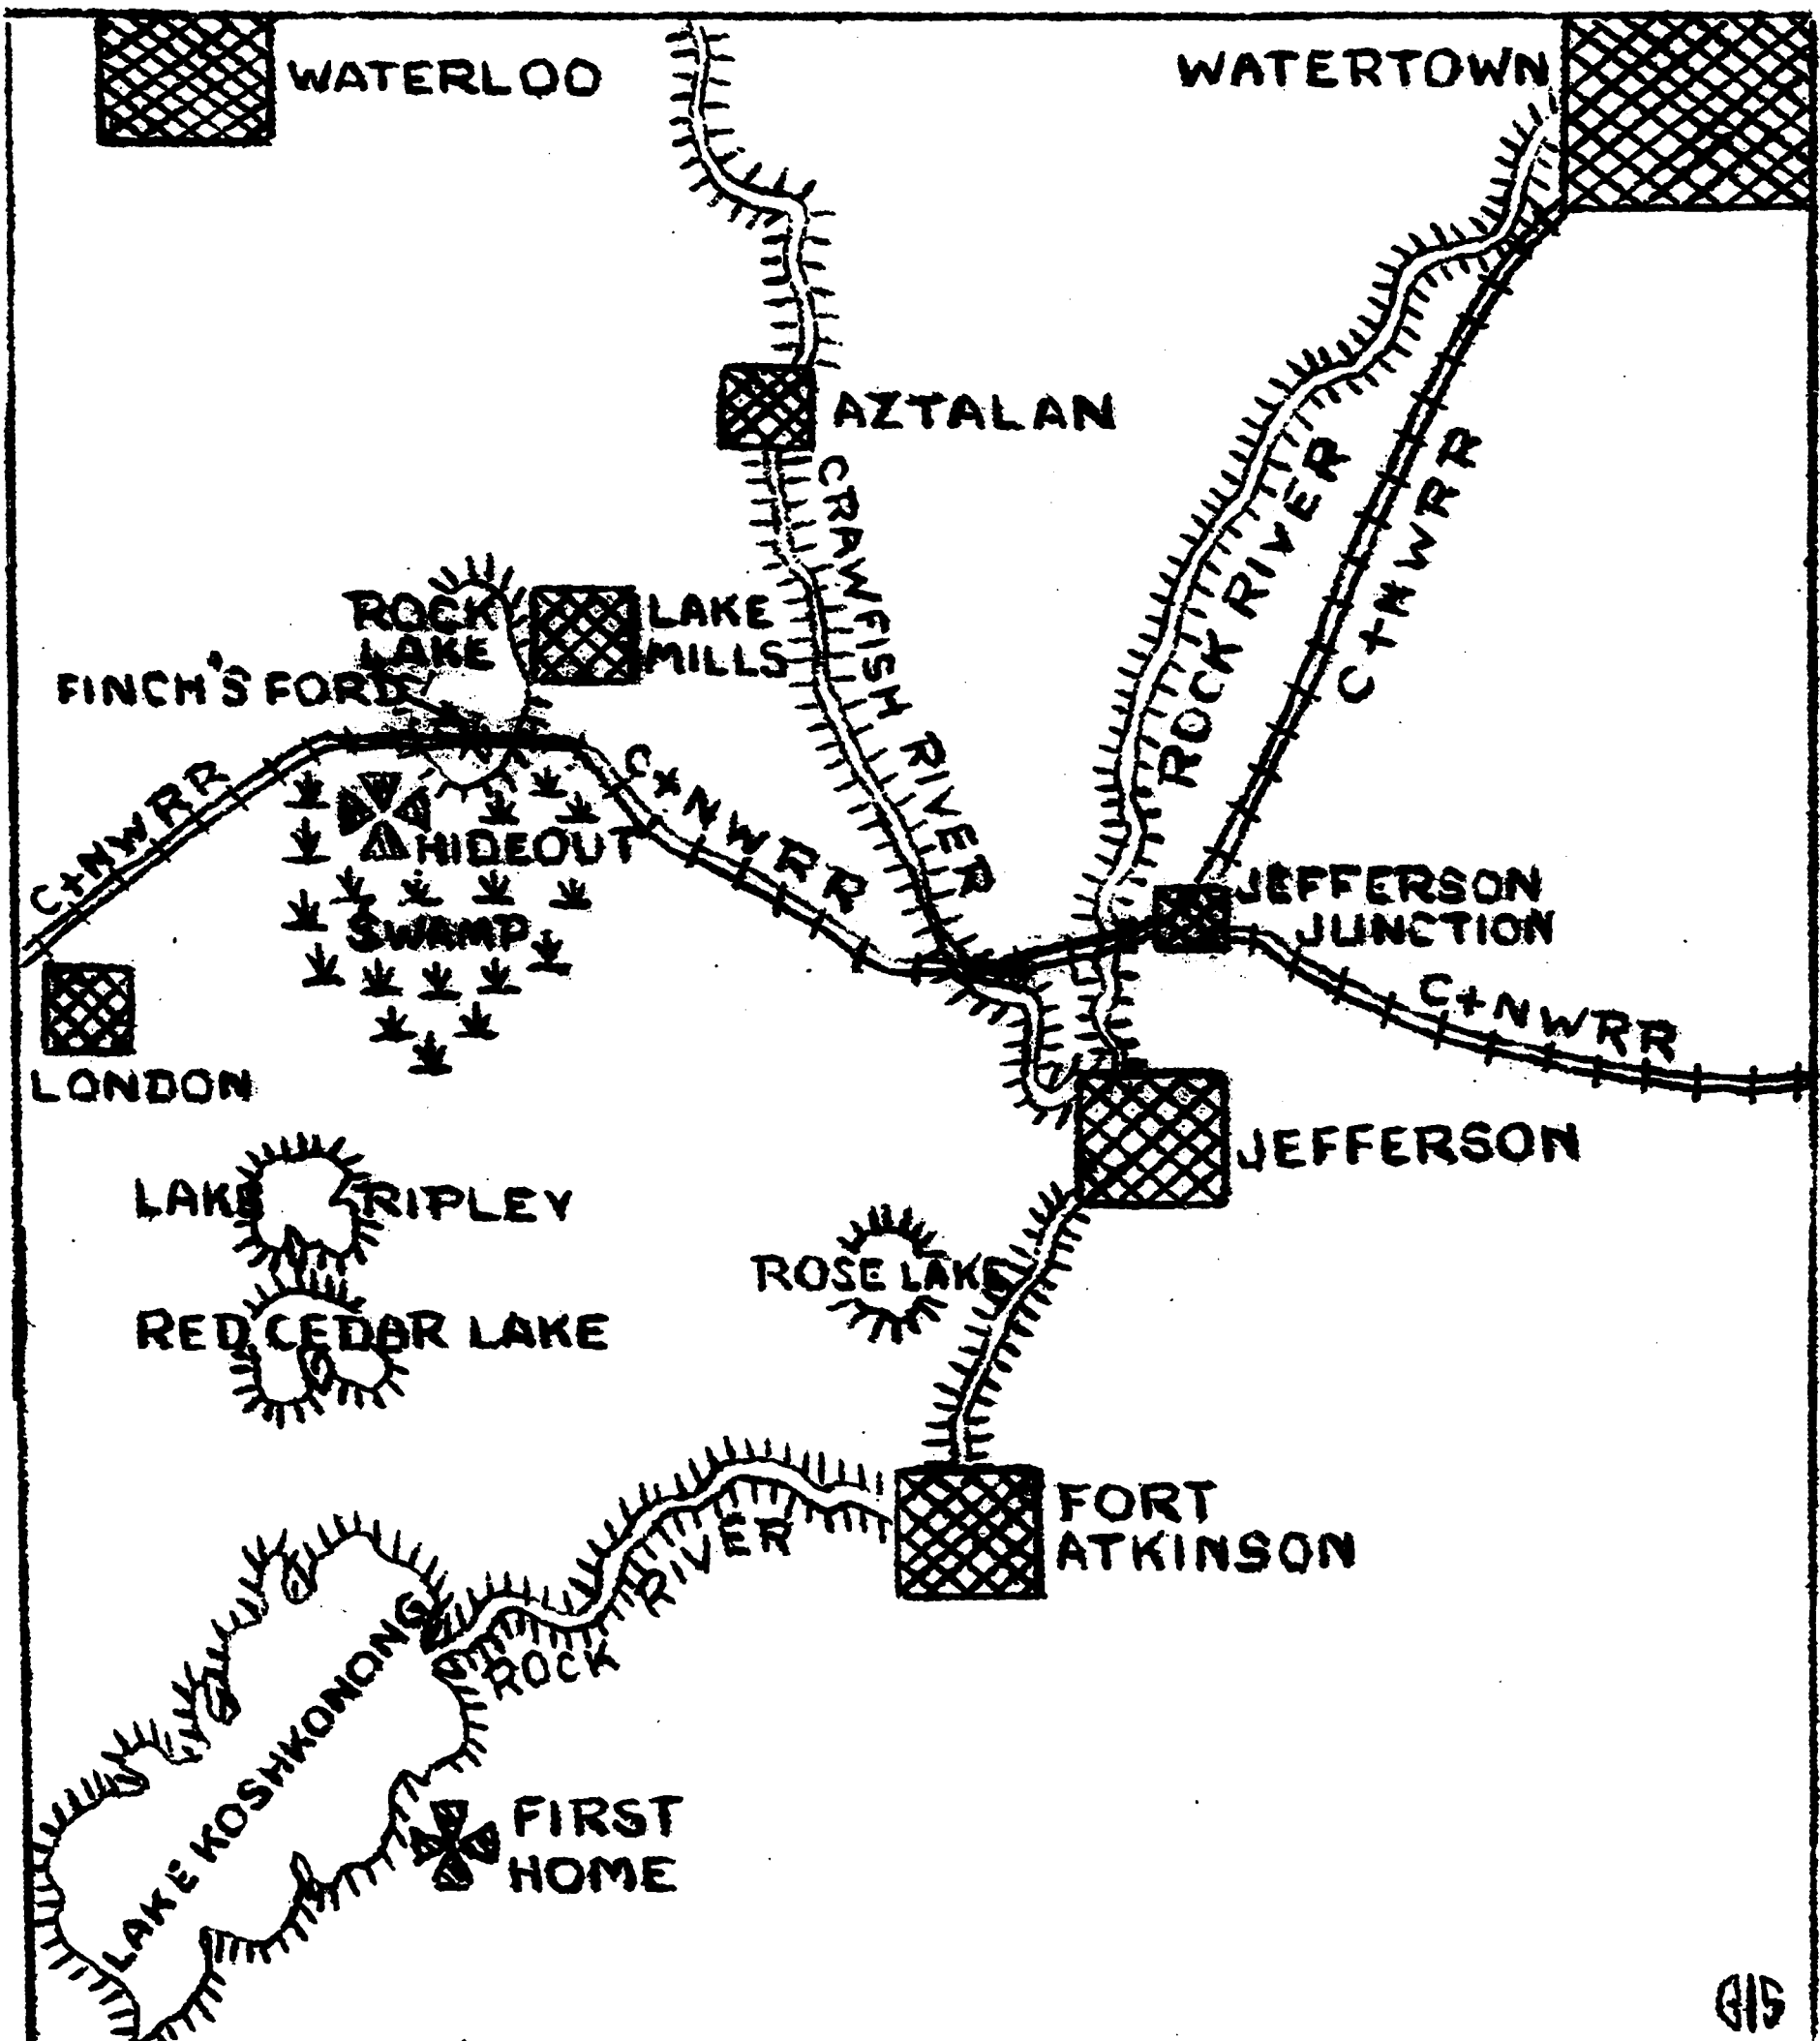 WATERLOO
WATERTOWN
AZTALAN
CRAWFISH RIVER
ROCK RIVER
C+NWRR
ROCK
LAKE
LAKE
MILLS
FINCH'S FORD
C+NWRR
C+NWRR
HIDEOUT
SWAMP
JEFFERSON
JUNCTION
C+NWRR
LONDON
JEFFERSON
LAKE RIPLEY
ROSE LAKE
RED CEDAR LAKE
FORT
ATKINSON
ROCK RIVER
LAKE KOSHKONONG
FIRST
HOME